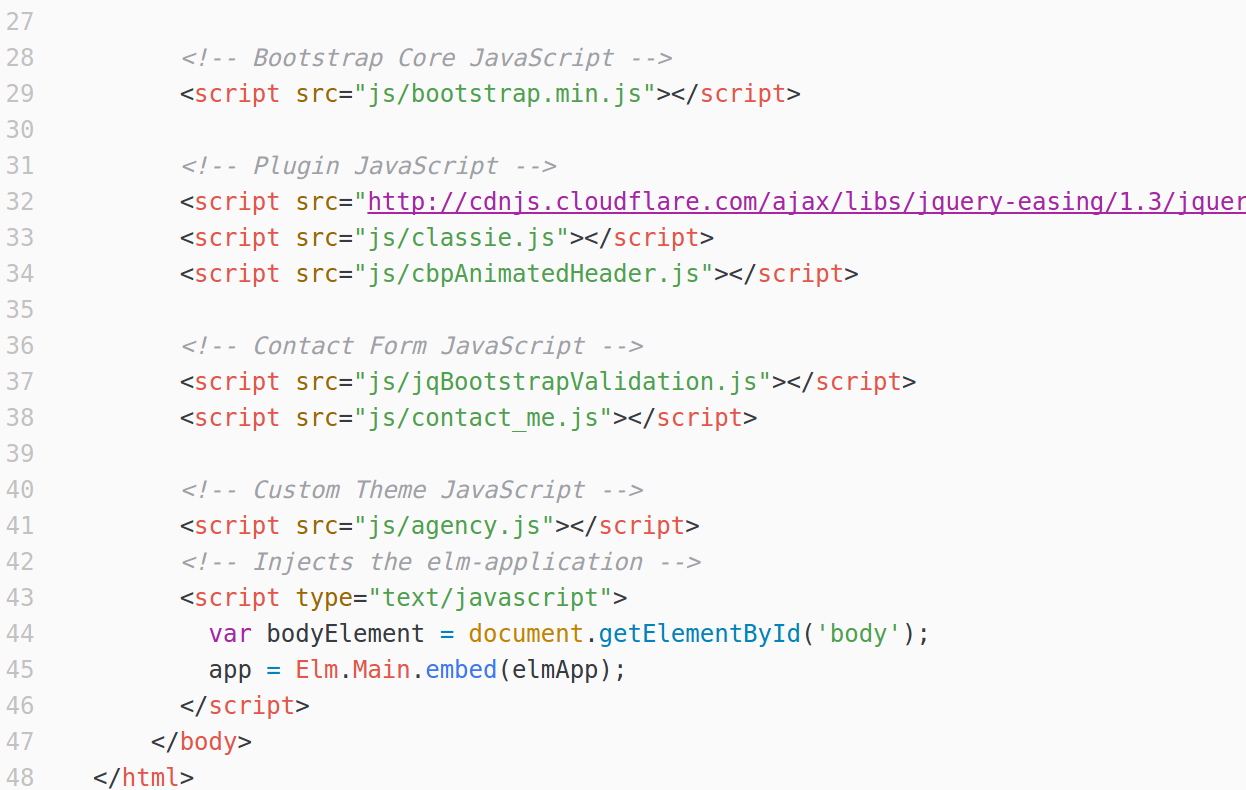 27
28 <!-- Bootstrap Core JavaScript -->
29 <script src="js/bootstrap.min.js"></script>
30
31 <!-- Plugin JavaScript -->
32 <script src="http://cdnjs.cloudflare.com/ajax/libs/jquery-easing/1.3/jquer
33 <script src="js/classie.js"></script>
34 <script src="js/cbpAnimatedHeader.js"></script>
35
36 <!-- Contact Form JavaScript -->
37 <script src="js/jqBootstrapValidation.js"></script>
38 <script src="js/contact_me.js"></script>
39
40 <!-- Custom Theme JavaScript -->
41 <script src="js/agency.js"></script>
42 <!-- Injects the elm-application -->
43 <script type="text/javascript">
44 var bodyElement = document.getElementById('body');
45 app = Elm.Main.embed(elmApp);
46 </script>
47 </body>
48 </html>